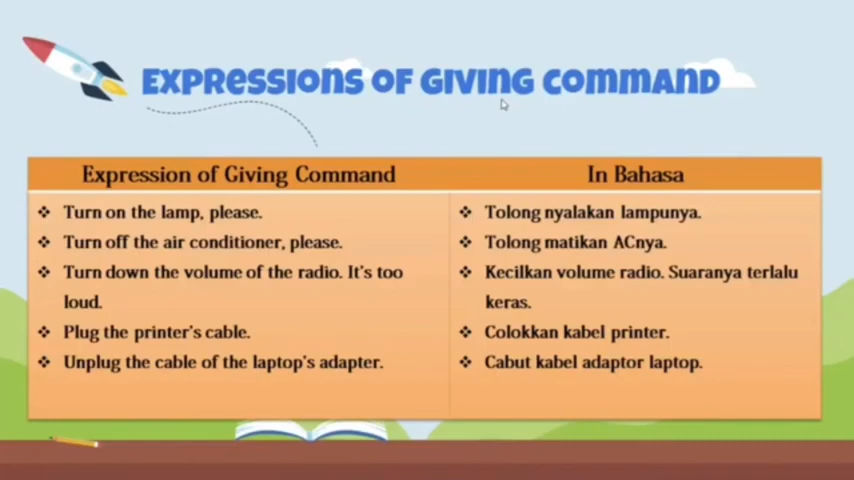 EXPRESSIONS OF GIVING COMMAND
Expression of Giving Command
Turn on the lamp, please.
Turn off the air conditioner, please.
Turn down the volume of the radio. It's too
loud.
Plug the printer's cable.
Unplug the cable of the laptop's adapter.
In Bahasa
Tolong nyalakan lampunya.
Tolong matikan ACnya.
Kecilkan volume radio. Suaranya terlalu
keras.
Colokkan kabel printer.
Cabut kabel adaptor laptop.